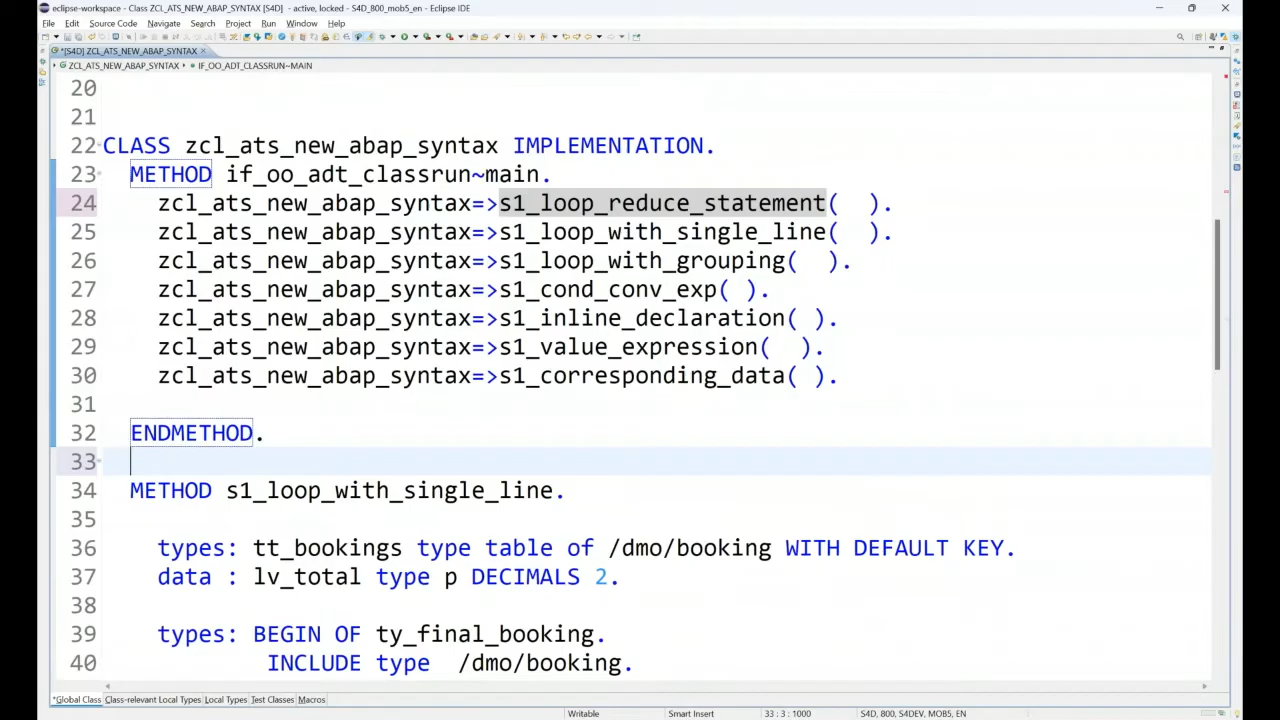 eclipse-workspace - Class ZCL_ATS_NEW_ABAP_SYNTAX [S4D] - active, locked - S4D_800_mob5_en - Eclipse IDE
File Edit Source Code Navigate Search Project Run Window Help
*[S4D] ZCL_ATS_NEW_ABAP_SYNTAX
ZCL_ATS_NEW_ABAP_SYNTAX IF_OO_ADT_CLASSRUN~MAIN
20
21
22 CLASS zcl_ats_new_abap_syntax IMPLEMENTATION.
23 METHOD if_oo_adt_classrun~main.
24 zcl_ats_new_abap_syntax=>s1_loop_reduce_statement(  ).
25 zcl_ats_new_abap_syntax=>s1_loop_with_single_line(  ).
26 zcl_ats_new_abap_syntax=>s1_loop_with_grouping(  ).
27 zcl_ats_new_abap_syntax=>s1_cond_conv_exp( ).
28 zcl_ats_new_abap_syntax=>s1_inline_declaration( ).
29 zcl_ats_new_abap_syntax=>s1_value_expression(  ).
30 zcl_ats_new_abap_syntax=>s1_corresponding_data( ).
31
32 ENDMETHOD.
33
34 METHOD s1_loop_with_single_line.
35
36 types: tt_bookings type table of /dmo/booking WITH DEFAULT KEY.
37 data : lv_total type p DECIMALS 2.
38
39 types: BEGIN OF ty_final_booking.
40 INCLUDE type  /dmo/booking.
*Global Class Class-relevant Local Types Local Types Test Classes Macros
Writable Smart Insert 33 : 3 : 1000 S4D, 800, S4DEV, MOB5, EN